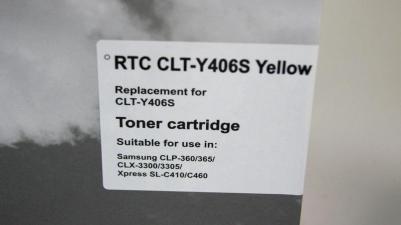 RTC CLT-Y406S Yellow
Replacement for
CLT-Y406S
Toner cartridge
Suitable for use in:
Samsung CLP-360/365/
CLX-3300/3305/
Xpress SL-C410/C460